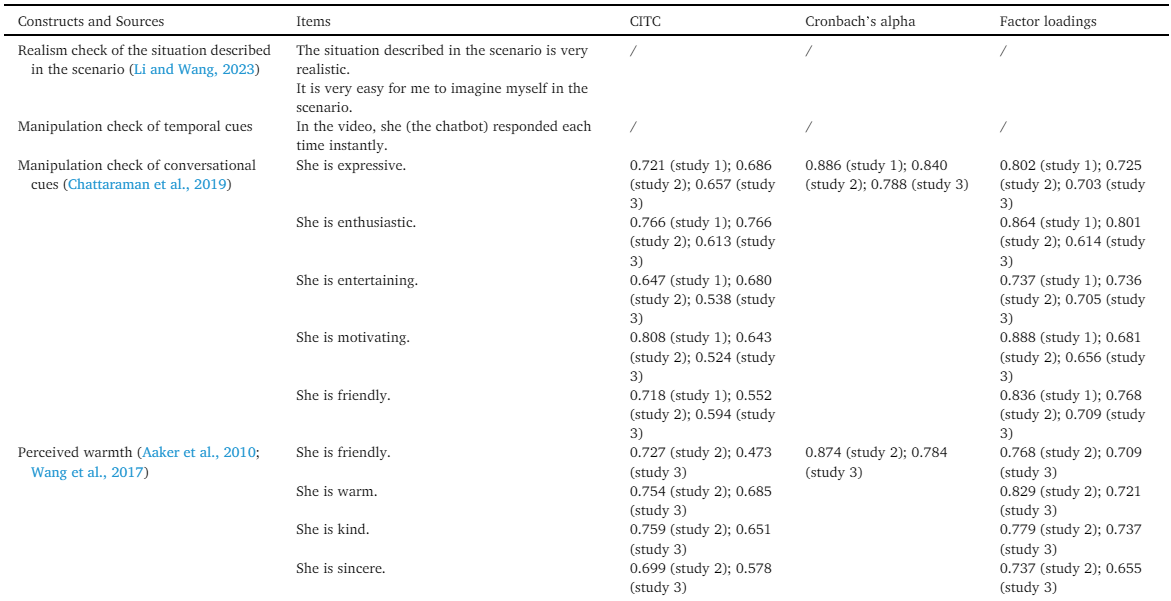 Constructs and Sources Items CITC Cronbach's alpha Factor loadings
Realism check of the situation described The situation described in the scenario is very / / /
in the scenario (Li and Wang, 2023) realistic.
It is very easy for me to imagine myself in the
scenario.
Manipulation check of temporal cues In the video, she (the chatbot) responded each / / /
time instantly.
Manipulation check of conversational She is expressive. 0.721 (study 1); 0.686 0.886 (study 1); 0.840 0.802 (study 1); 0.725
cues (Chattaraman et al., 2019) (study 2); 0.657 (study (study 2); 0.788 (study 3) (study 2); 0.703 (study
3) 3)
She is enthusiastic. 0.766 (study 1); 0.766 0.864 (study 1); 0.801
(study 2); 0.613 (study (study 2); 0.614 (study
3) 3)
She is entertaining. 0.647 (study 1); 0.680 0.737 (study 1); 0.736
(study 2); 0.538 (study (study 2); 0.705 (study
3) 3)
She is motivating. 0.808 (study 1); 0.643 0.888 (study 1); 0.681
(study 2); 0.524 (study (study 2); 0.656 (study
3) 3)
She is friendly. 0.718 (study 1); 0.552 0.836 (study 1); 0.768
(study 2); 0.594 (study (study 2); 0.709 (study
3) 3)
Perceived warmth (Aaker et al., 2010; She is friendly. 0.727 (study 2); 0.473 0.874 (study 2); 0.784 0.768 (study 2); 0.709
Wang et al., 2017) (study 3) (study 3) (study 3)
She is warm. 0.754 (study 2); 0.685 0.829 (study 2); 0.721
(study 3) (study 3)
She is kind. 0.759 (study 2); 0.651 0.779 (study 2); 0.737
(study 3) (study 3)
She is sincere. 0.699 (study 2); 0.578 0.737 (study 2); 0.655
(study 3) (study 3)